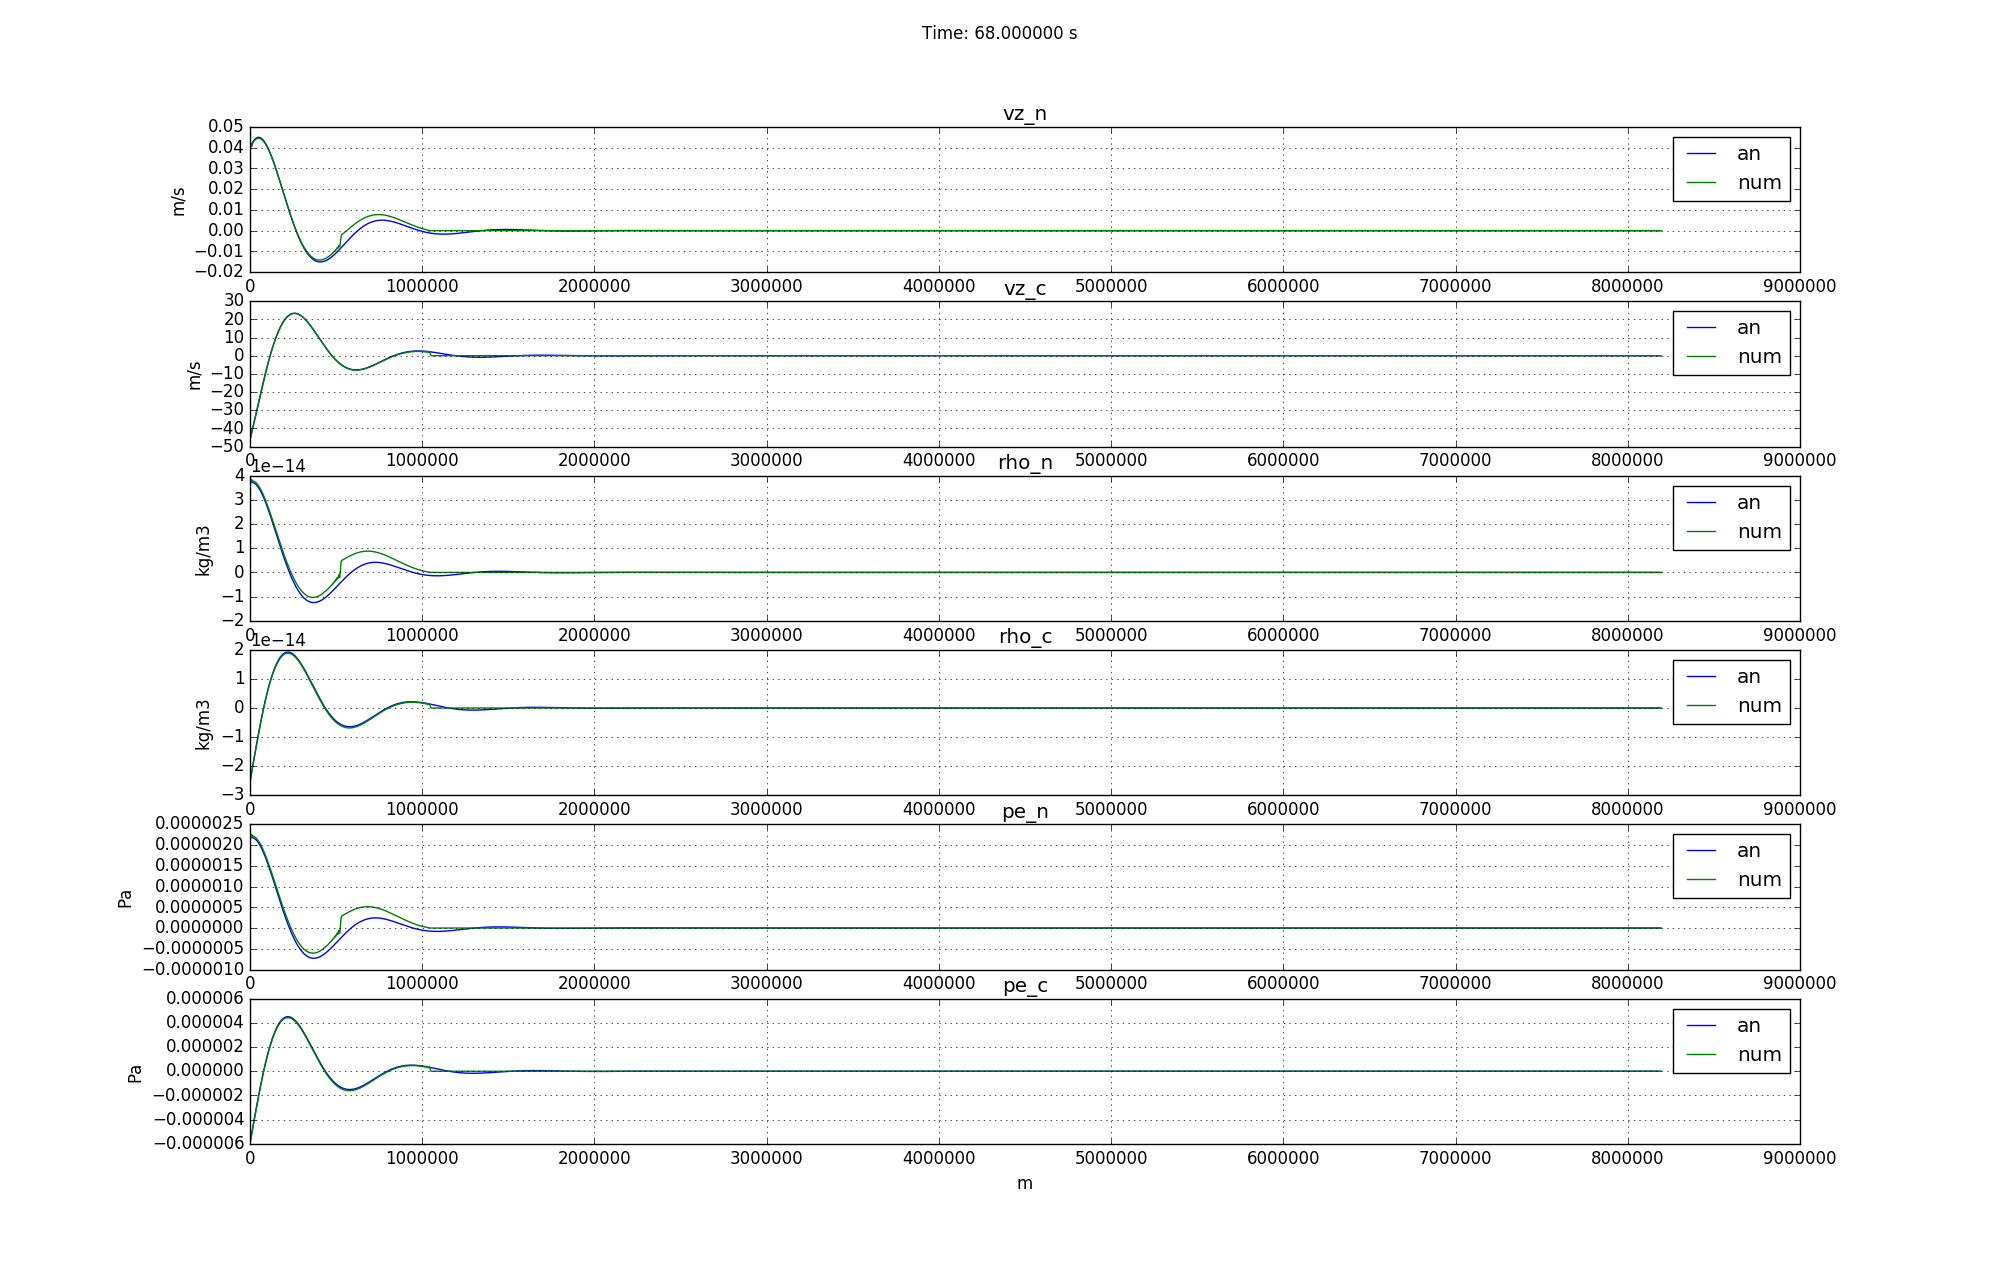 Time: 68.000000 s
vz_n
0.05
0.04
0.03
0.02
0.01
0.00
−0.01
−0.02
m/s
an
num
0 1000000 2000000 3000000 4000000 5000000 6000000 7000000 8000000 9000000
vz_c
30
20
10
0
−10
−20
−30
−40
−50
m/s
an
num
0 1000000 2000000 3000000 4000000 5000000 6000000 7000000 8000000 9000000
1e−14
rho_n
4
3
2
1
0
−1
−2
kg/m3
an
num
0 1000000 2000000 3000000 4000000 5000000 6000000 7000000 8000000 9000000
1e−14
rho_c
2
1
0
−1
−2
−3
kg/m3
an
num
0 1000000 2000000 3000000 4000000 5000000 6000000 7000000 8000000 9000000
pe_n
0.0000025
0.0000020
0.0000015
0.0000010
0.0000005
0.0000000
−0.0000005
−0.0000010
Pa
an
num
0 1000000 2000000 3000000 4000000 5000000 6000000 7000000 8000000 9000000
pe_c
0.000006
0.000004
0.000002
0.000000
−0.000002
−0.000004
−0.000006
Pa
an
num
0 1000000 2000000 3000000 4000000 5000000 6000000 7000000 8000000 9000000
m